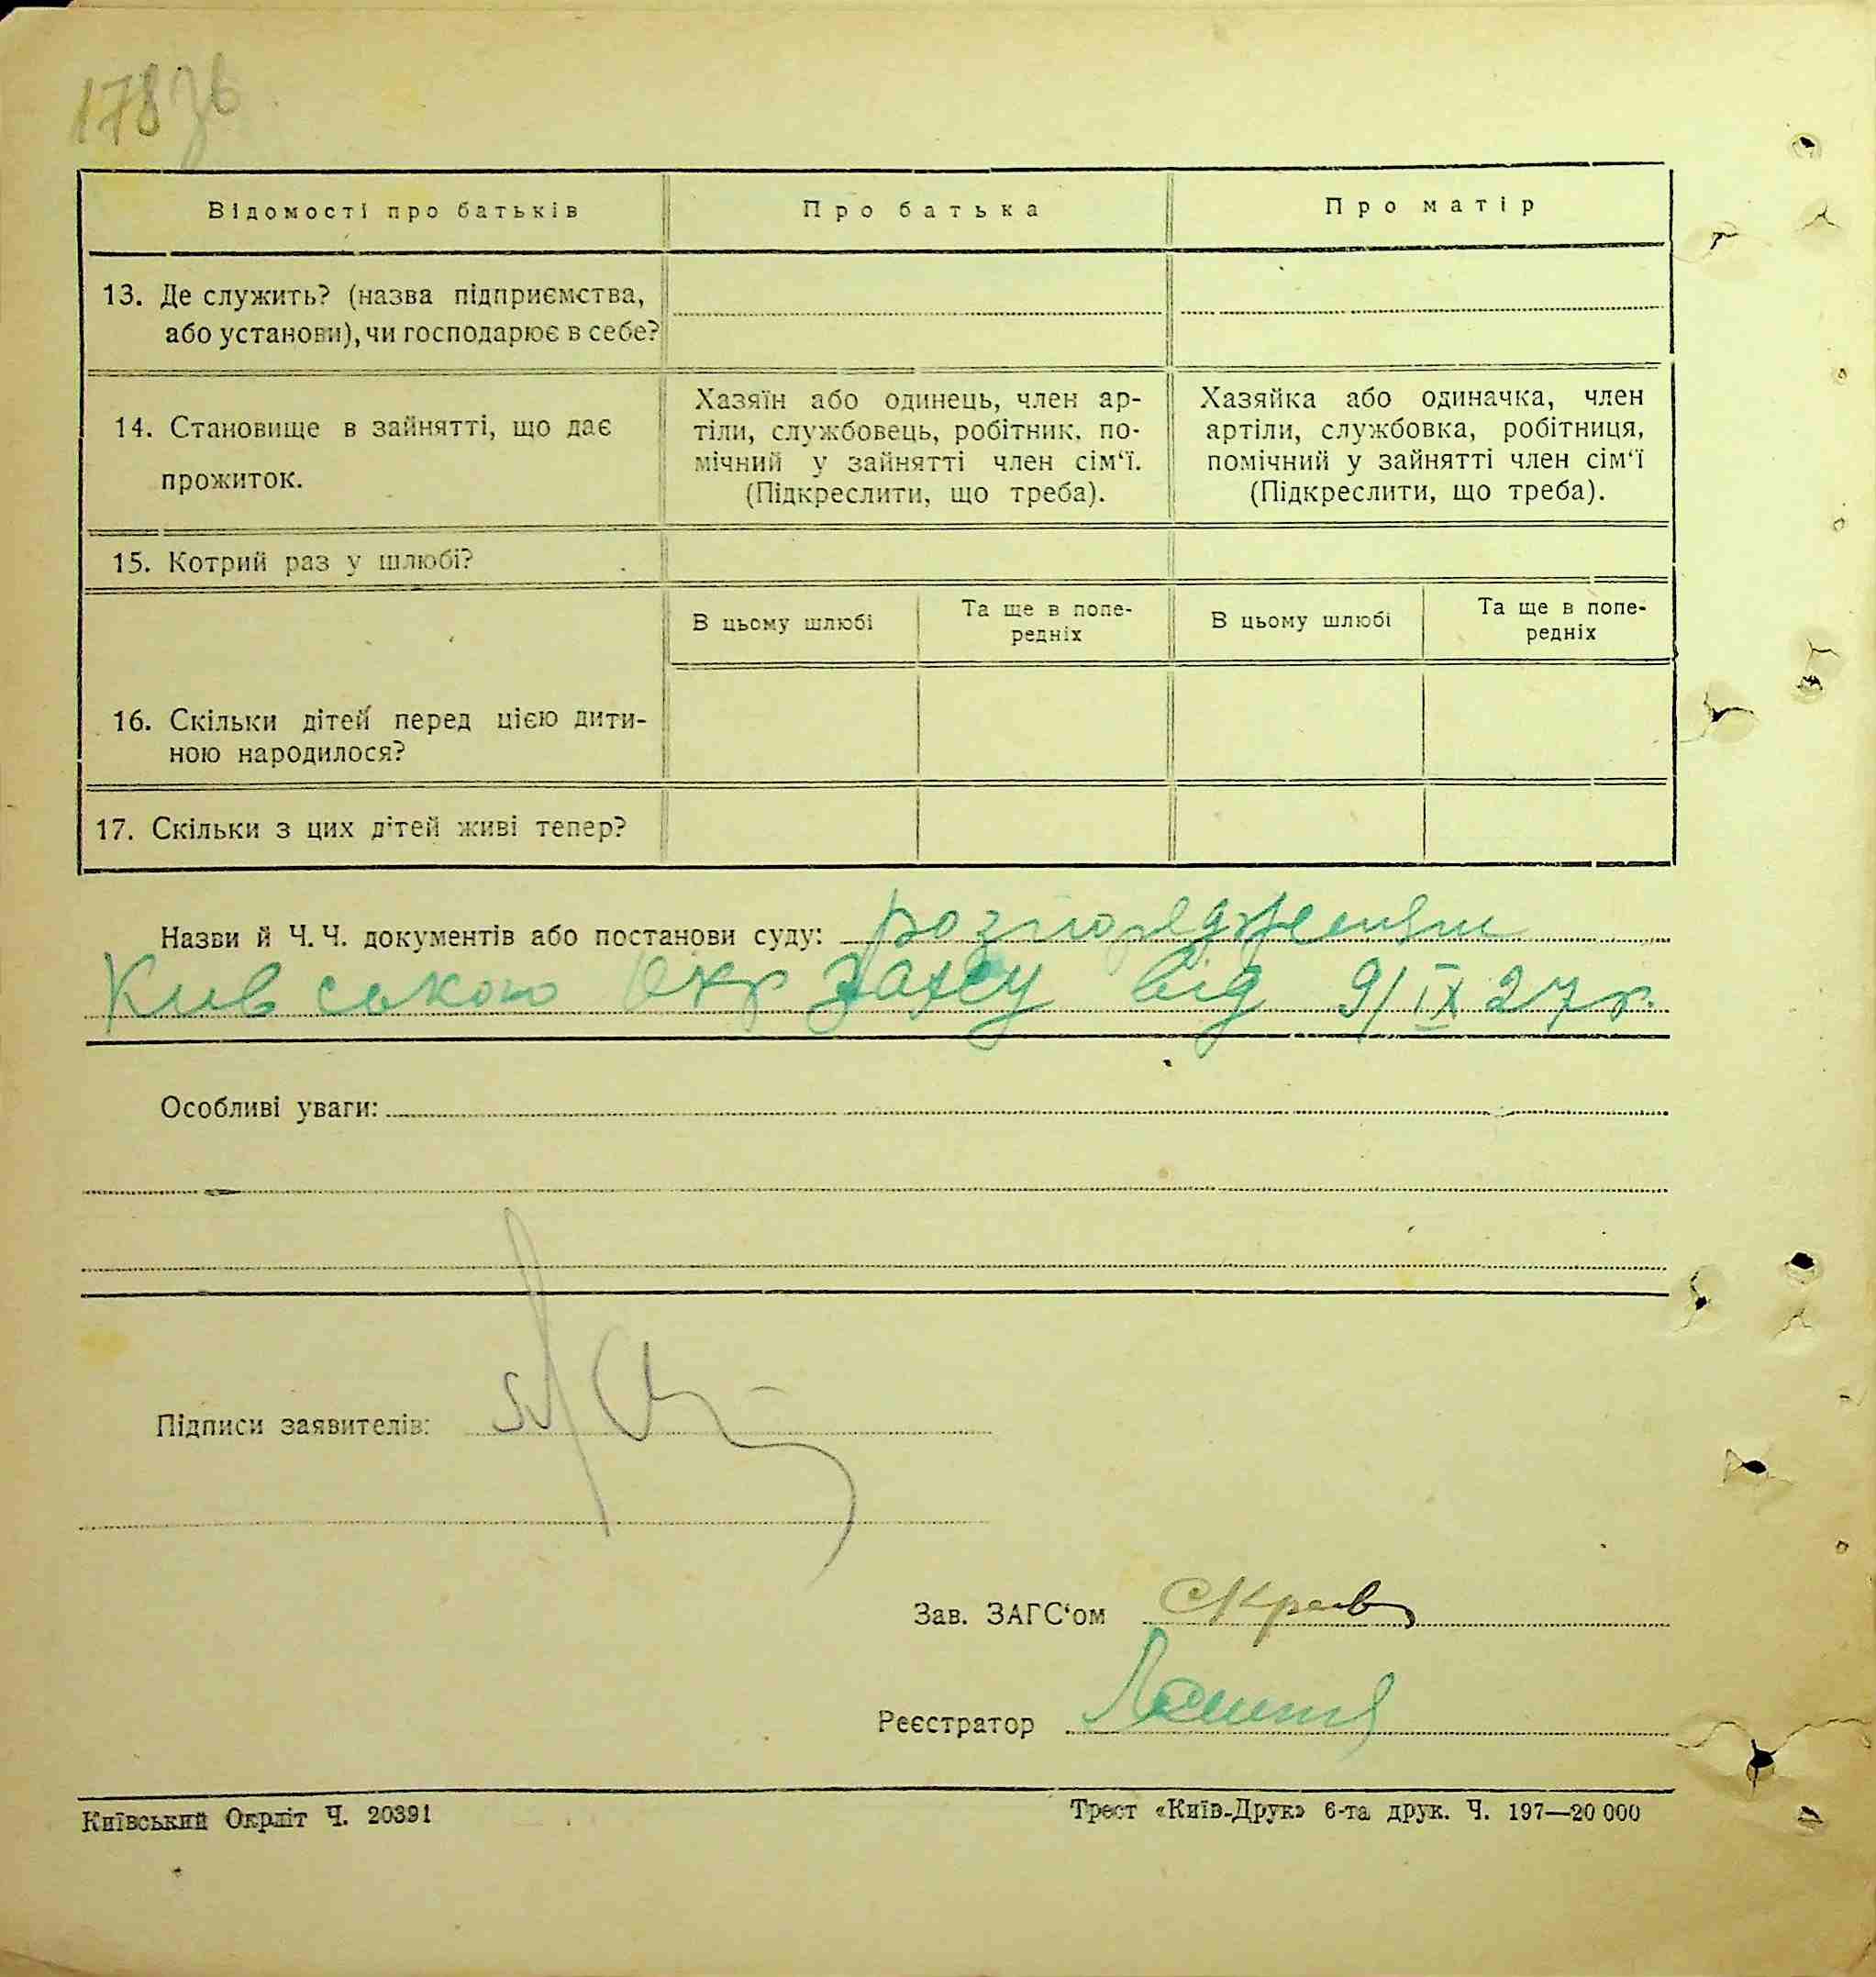 178зв
Відомості про батьків Про батька Про матір
13. Де служить? (назва підприємства,
або установи), чи господарює в себе?
14. Становище в зайнятті, що дає
прожиток.
Хазяїн або одинець, член ар-
тіли, службовець, робітник, по-
мічний у зайнятті член сім‘ї.
(Підкреслити, що треба).
Хазяйка або одиначка, член
артіли, службовка, робітниця,
помічний у зайнятті член сім‘ї
(Підкреслити, що треба).
15. Котрий раз у шлюбі?
В цьому шлюбі
Та ще в попе-
редніх
В цьому шлюбі
Та ще в попе-
редніх
16. Скільки дітей перед цією дити-
ною народилося?
17. Скільки з цих дітей живі тепер?
Назви й Ч. Ч. документів або постанови суду: розпорядження
Київського Окр Загсу від 9/IX 27 р.
Особливі уваги:
Підписи заявителів:
Зав. ЗАГС‘ом
Реєстратор
Київський Окрліт Ч. 20391 Трест «Київ-Друк» 6-та друк. Ч. 197—20 000